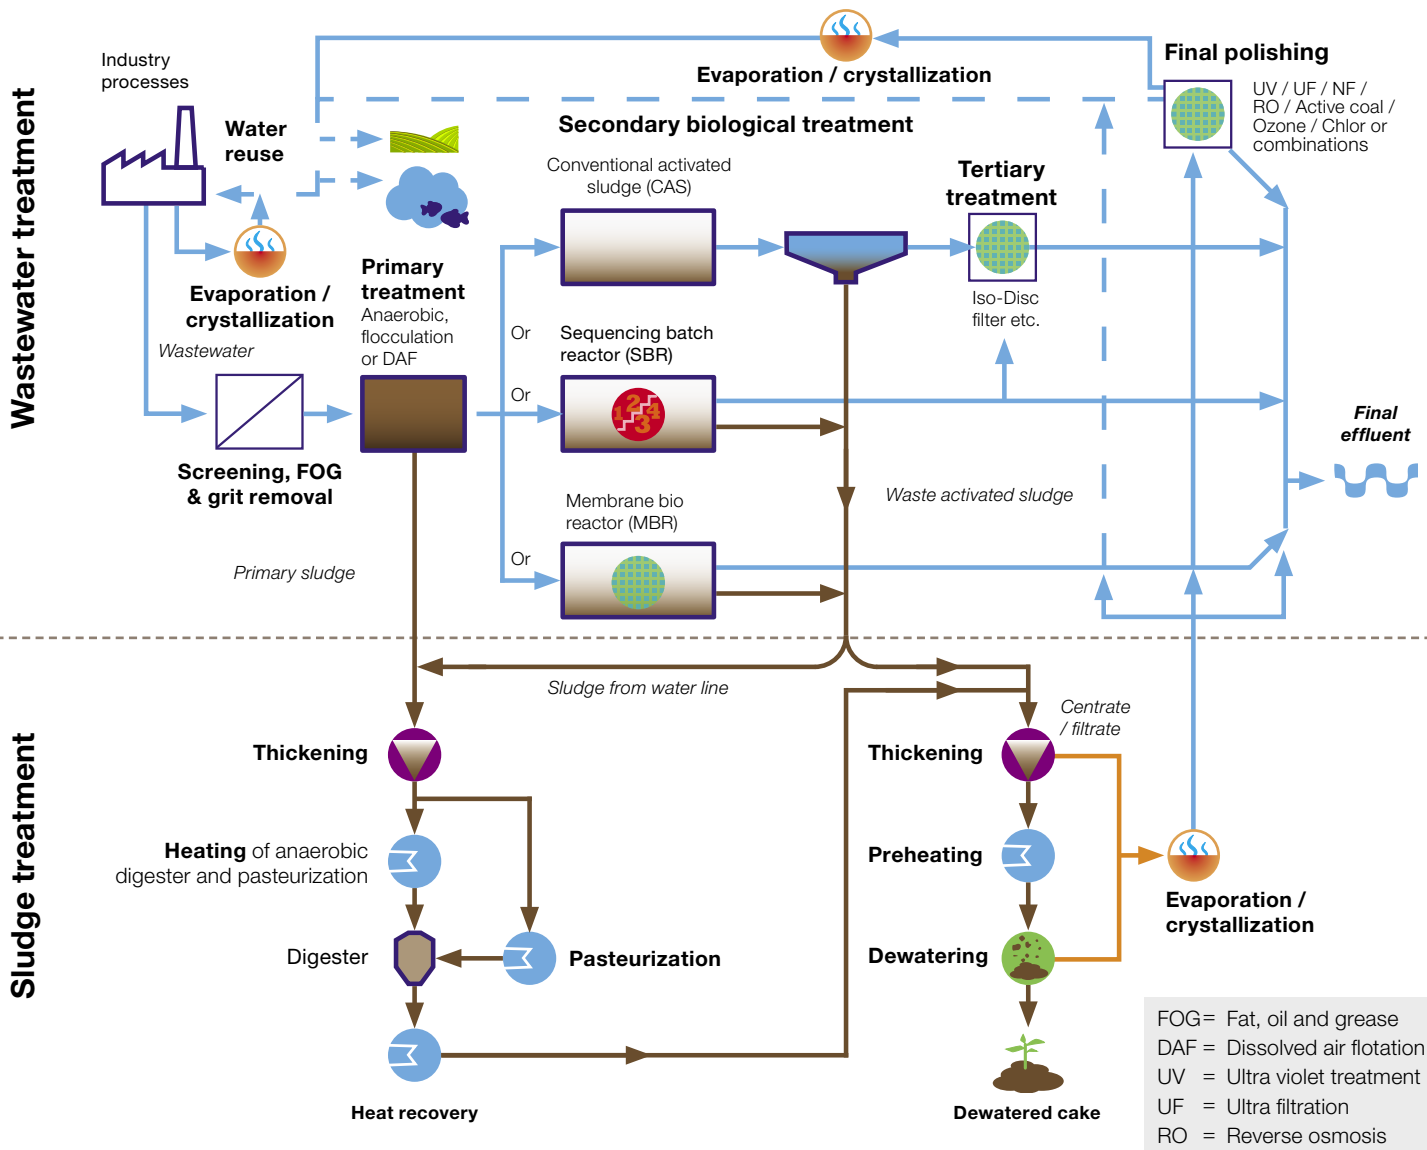 Wastewater treatment
Industry
processes
Water
reuse
Evaporation / crystallization
Final polishing
UV / UF / NF /
RO / Active coal /
Ozone / Chlor or
combinations
Secondary biological treatment
Conventional activated
sludge (CAS)
Tertiary
treatment
Iso-Disc
filter etc.
Evaporation /
crystallization
Primary
treatment
Anaerobic,
flocculation
or DAF
Wastewater
Or
Sequencing batch
reactor (SBR)
Or
1 2 3 4
Screening, FOG
& grit removal
Final
effluent
Waste activated sludge
Membrane bio
reactor (MBR)
Or
Primary sludge
Sludge treatment
Sludge from water line
Centrate
/ filtrate
Thickening
Thickening
Heating of anaerobic
digester and pasteurization
Preheating
Evaporation /
crystallization
Digester
Pasteurization
Dewatering
Heat recovery
Dewatered cake
FOG = Fat, oil and grease
DAF = Dissolved air flotation
UV = Ultra violet treatment
UF = Ultra filtration
RO = Reverse osmosis